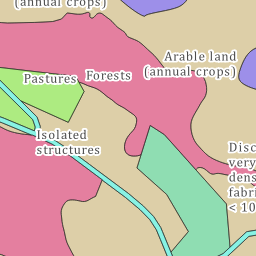 (annual crops)
Arable land
(annual crops)
Pastures
Forests
Isolated
structures
Disc
very
dens
fabri
< 10